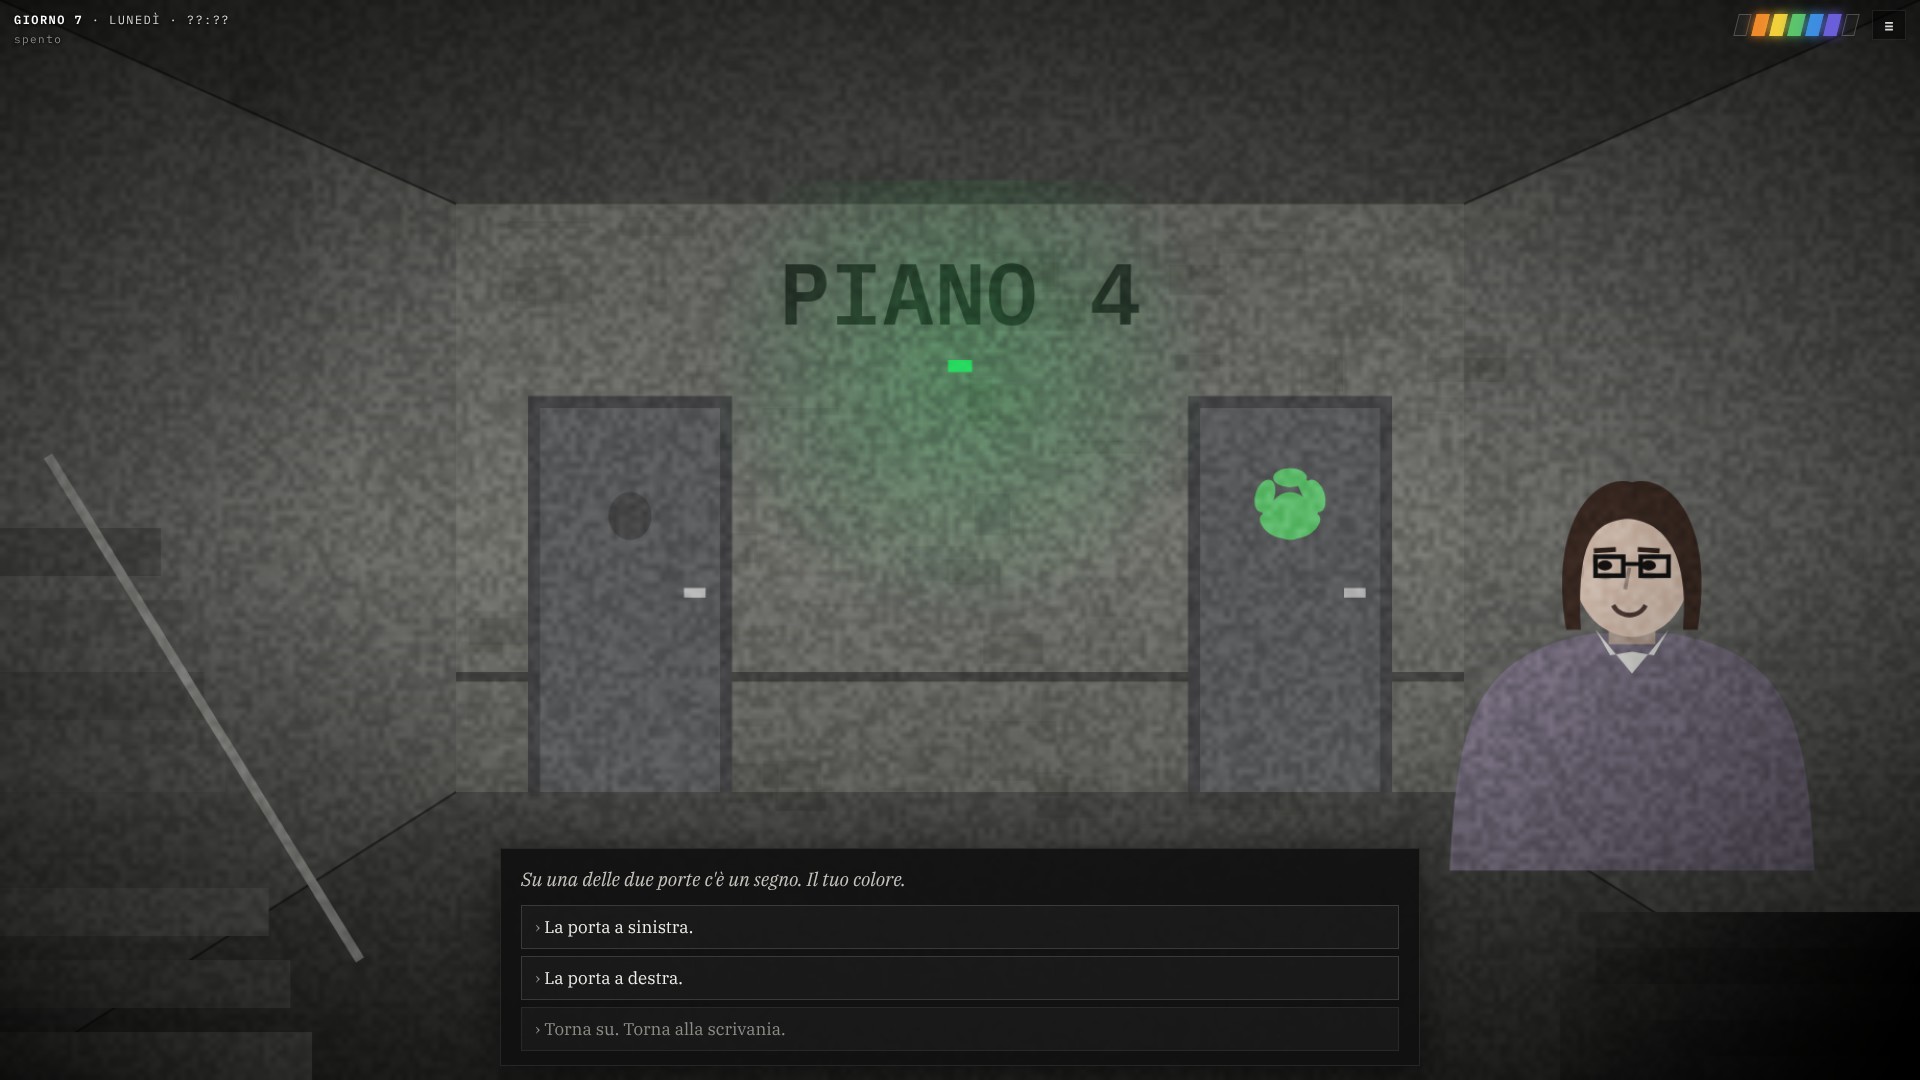 GIORNO 7 · LUNEDÌ · ??:??
spento
PIANO 4
Su una delle due porte c'è un segno. Il tuo colore.
› La porta a sinistra.
› La porta a destra.
› Torna su. Torna alla scrivania.